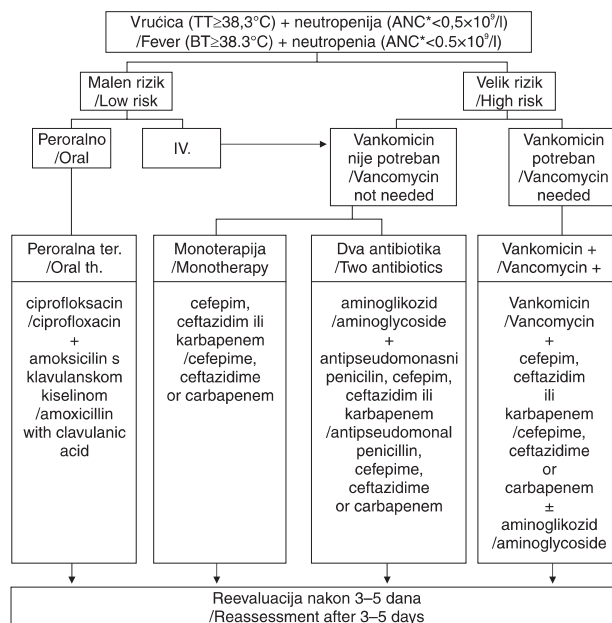 Vrućica (TT≥38,3°C) + neutropenija (ANC*<0,5×10⁹/l)
/Fever (BT≥38.3°C) + neutropenia (ANC*<0.5×10⁹/l)
Malen rizik
/Low risk
Velik rizik
/High risk
Peroralno
/Oral
IV.
Vankomicin
nije potreban
/Vancomycin
not needed
Vankomicin
potreban
/Vancomycin
needed
Peroralna ter.
/Oral th.
ciprofloksacin
/ciprofloxacin
+
amoksicilin s
klavulanskom
kiselinom
/amoxicillin
with clavulanic
acid
Monoterapija
/Monotherapy
cefepim,
ceftazidim ili
karbapenem
/cefepime,
ceftazidime
or carbapenem
Dva antibiotika
/Two antibiotics
aminoglikozid
/aminoglycoside
+
antipseudomonasni
penicilin, cefepim,
ceftazidim ili
karbapenem
/antipseudomonal
penicillin,
cefepime,
ceftazidime
or carbapenem
Vankomicin +
/Vancomycin +
Vankomicin
/Vancomycin
+
cefepim,
ceftazidim
ili
karbapenem
/cefepime,
ceftazidime
or
carbapenem
±
aminoglikozid
/aminoglycoside
Reevaluacija nakon 3–5 dana
/Reassessment after 3–5 days